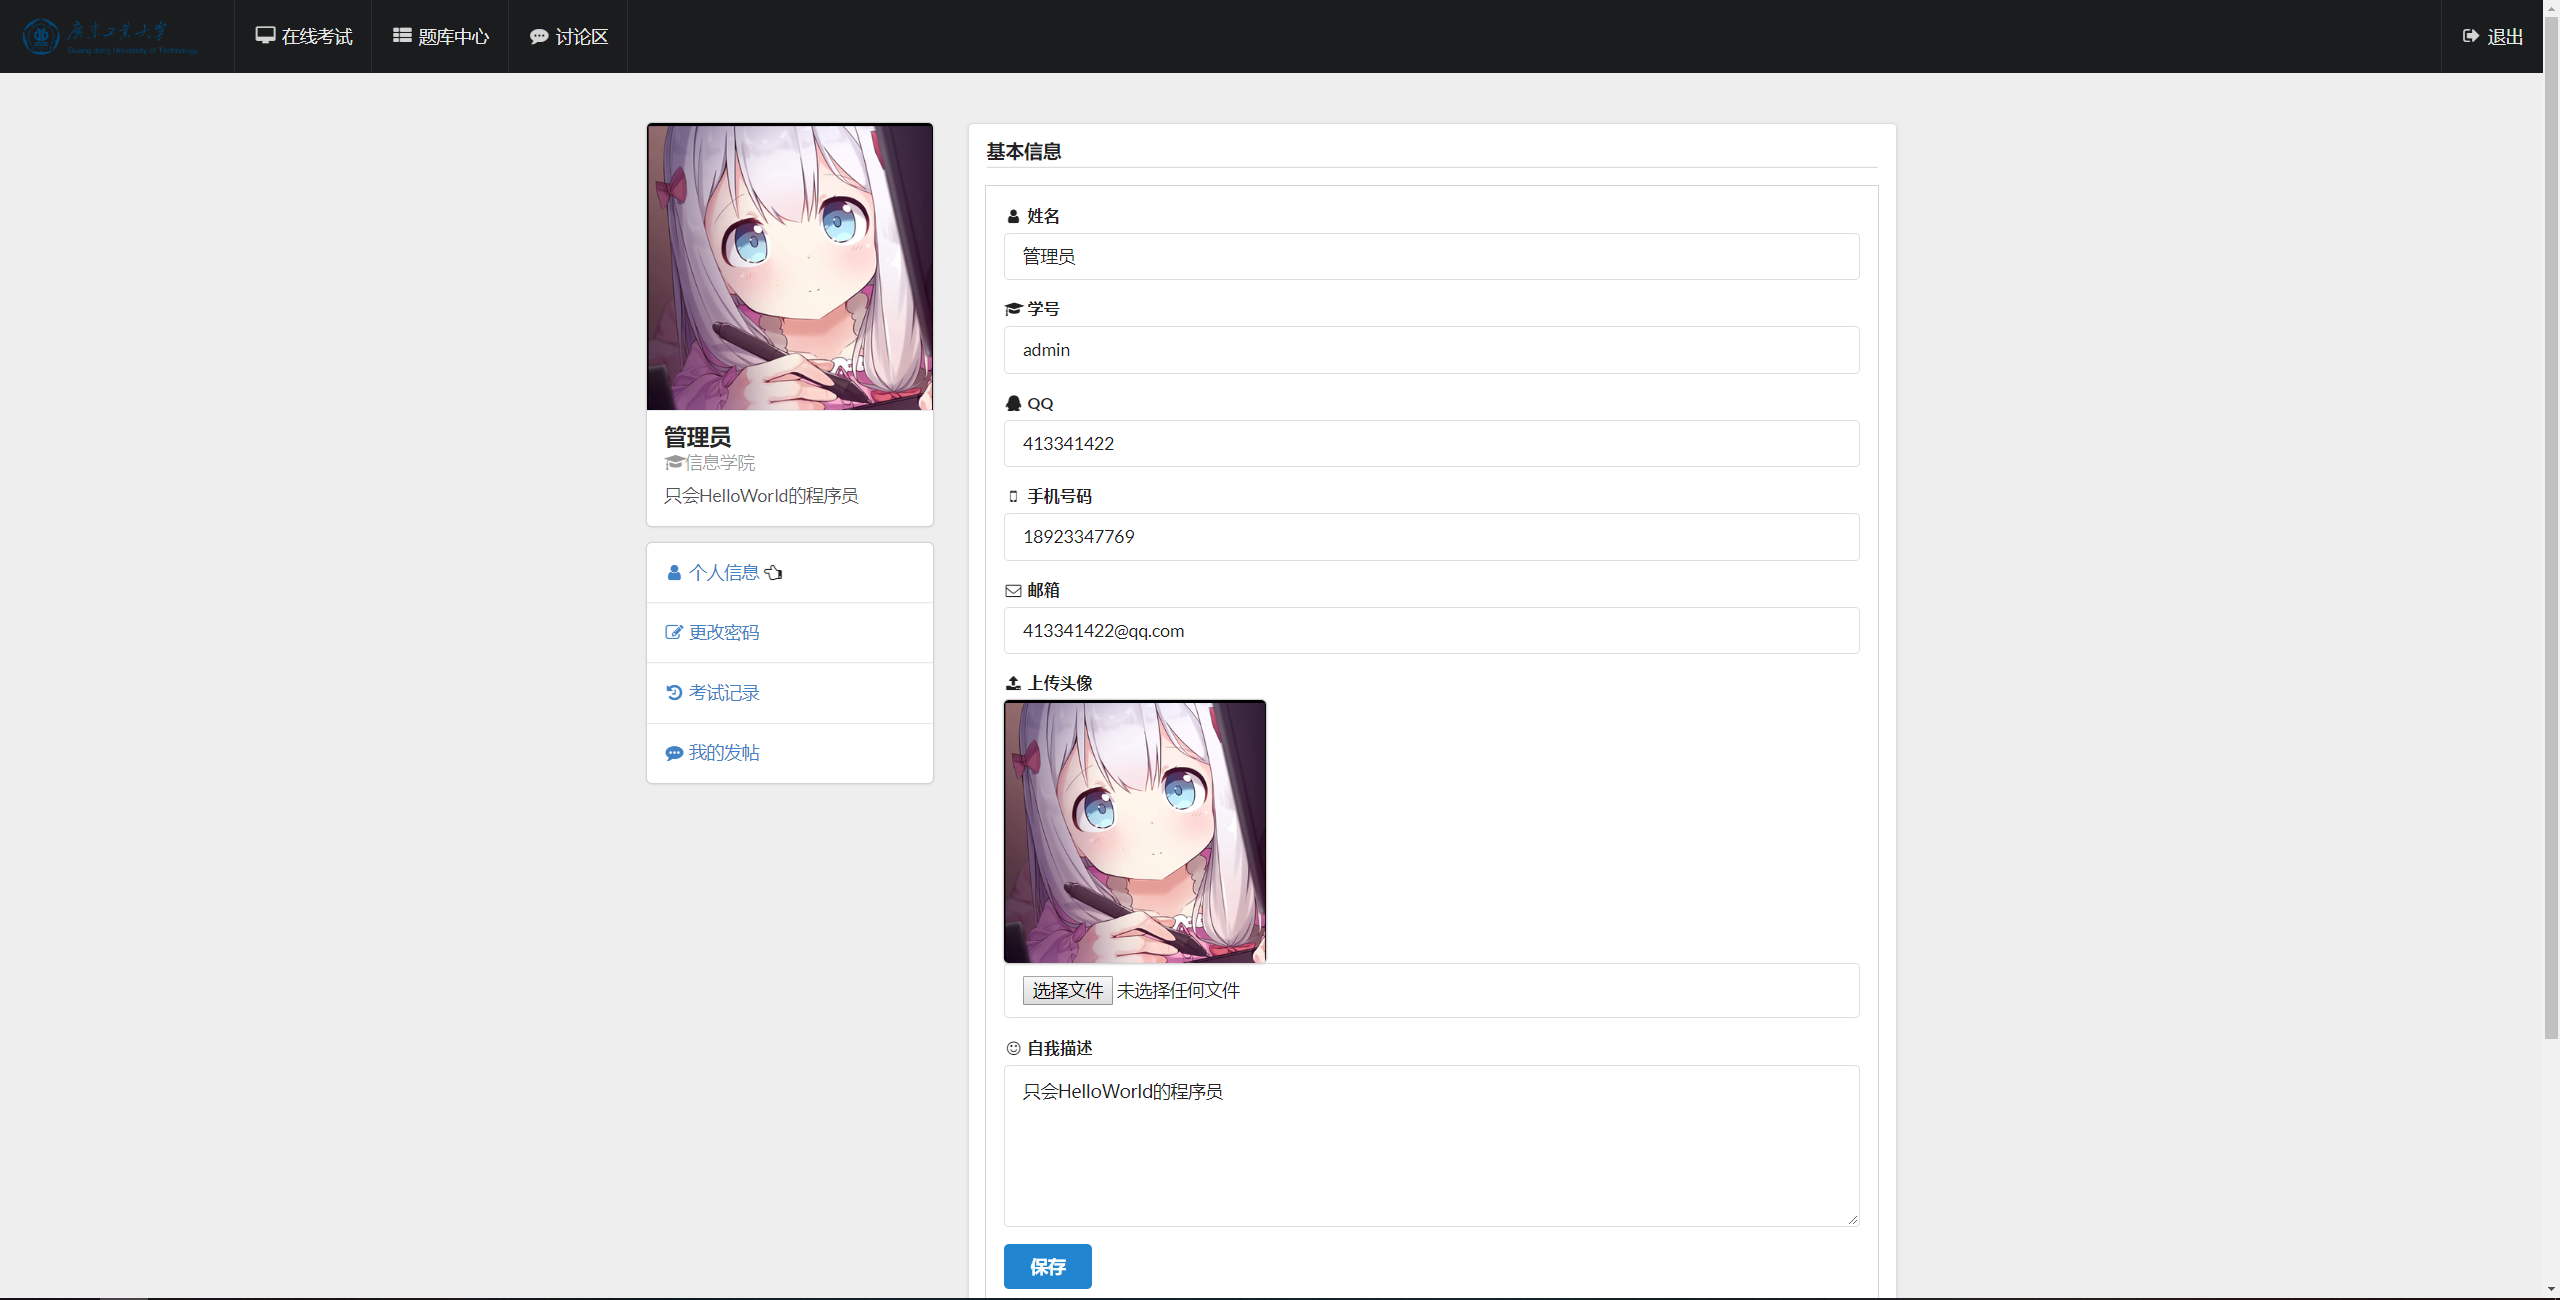 广东工业大学
Guangdong University of Technology
在线考试
题库中心
讨论区
退出
管理员
信息学院
只会HelloWorld的程序员
个人信息
更改密码
考试记录
我的发帖
基本信息
姓名
管理员
学号
admin
QQ
413341422
手机号码
18923347769
邮箱
413341422@qq.com
上传头像
选择文件 未选择任何文件
自我描述
只会HelloWorld的程序员
保存